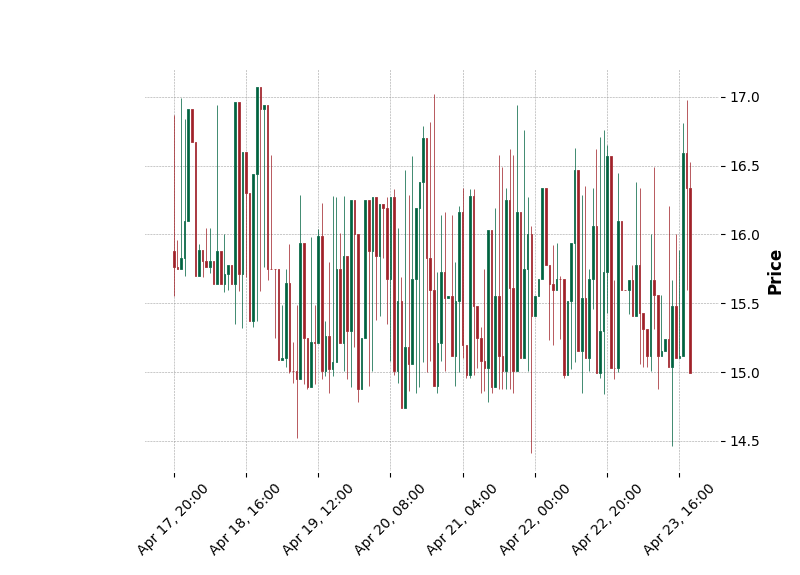 17.0
16.5
16.0
15.5
15.0
14.5
Price
Apr 17, 20:00
Apr 18, 16:00
Apr 19, 12:00
Apr 20, 08:00
Apr 21, 04:00
Apr 22, 00:00
Apr 22, 20:00
Apr 23, 16:00